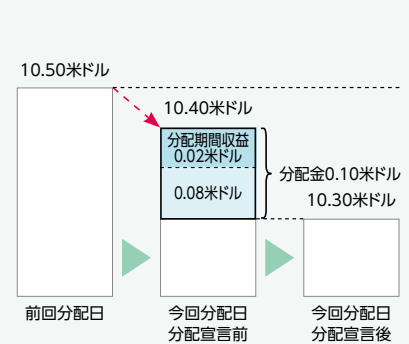 10.50米ドル
10.40米ドル
分配期間収益
0.02米ドル
0.08米ドル
分配金0.10米ドル
10.30米ドル
前回分配日
今回分配日
分配宣言前
今回分配日
分配宣言後